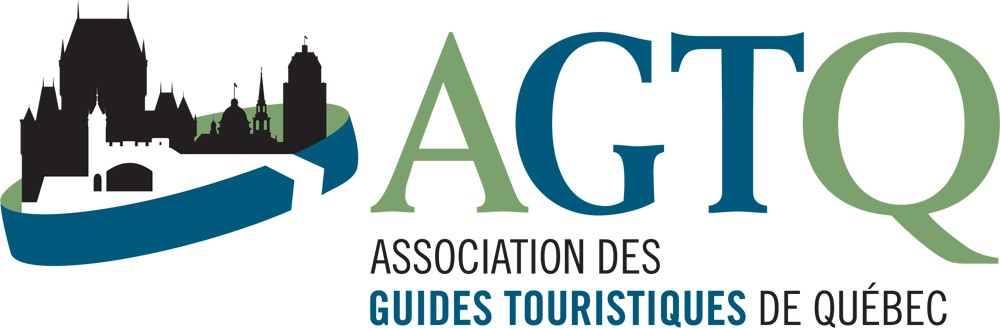 AGTQ
ASSOCIATION DES
GUIDES TOURISTIQUES DE QUÉBEC